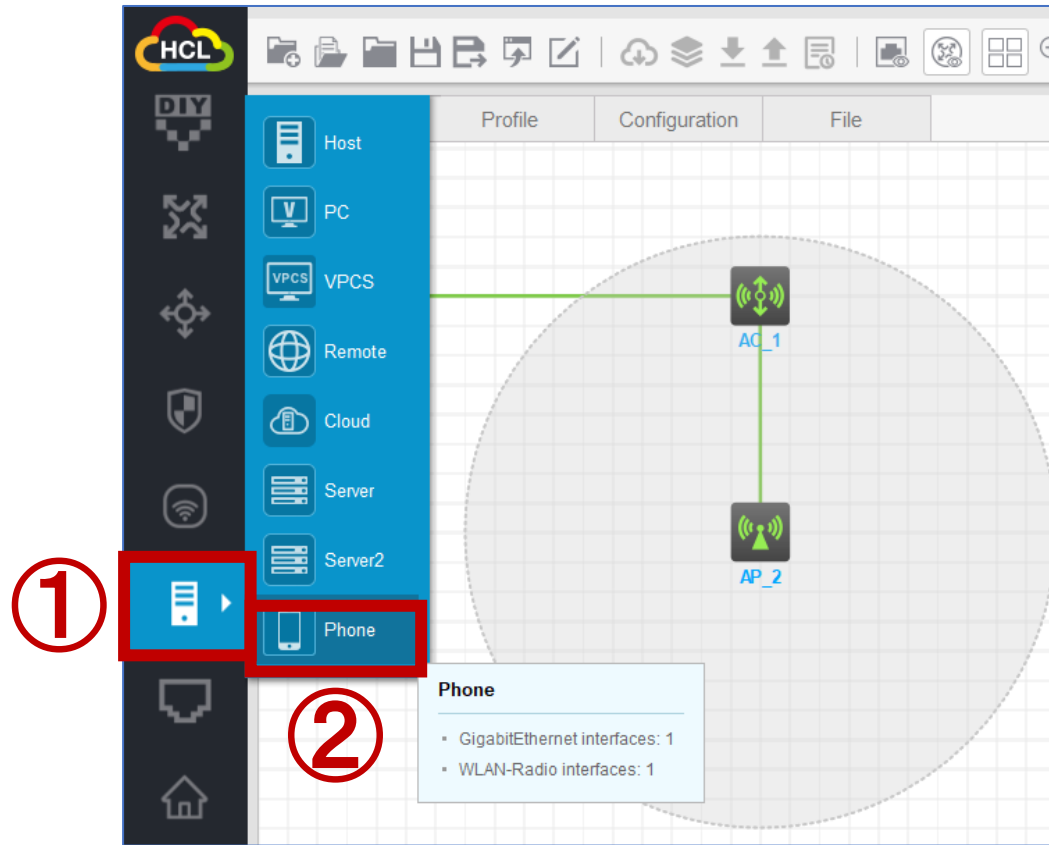 HCL
DIY
Profile
Configuration
File
Host
V
PC
VPCS
VPCS
Remote
Cloud
Server
Server2
Phone
AC_1
AP_2
①
②
Phone
GigabitEthernet interfaces: 1
WLAN-Radio interfaces: 1